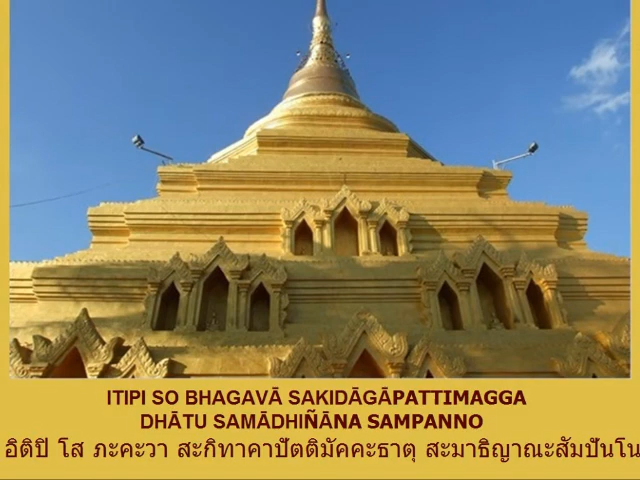 ITIPI SO BHAGAVĀ SAKIDĀGĀPATTIMAGGA
DHĀTU SAMĀDHIÑĀNA SAMPANNO
อิติปิ โส ภะคะวา สะกิทาคาปัตติมัคคะธาตุ สะมาธิญาณะสัมปันโน